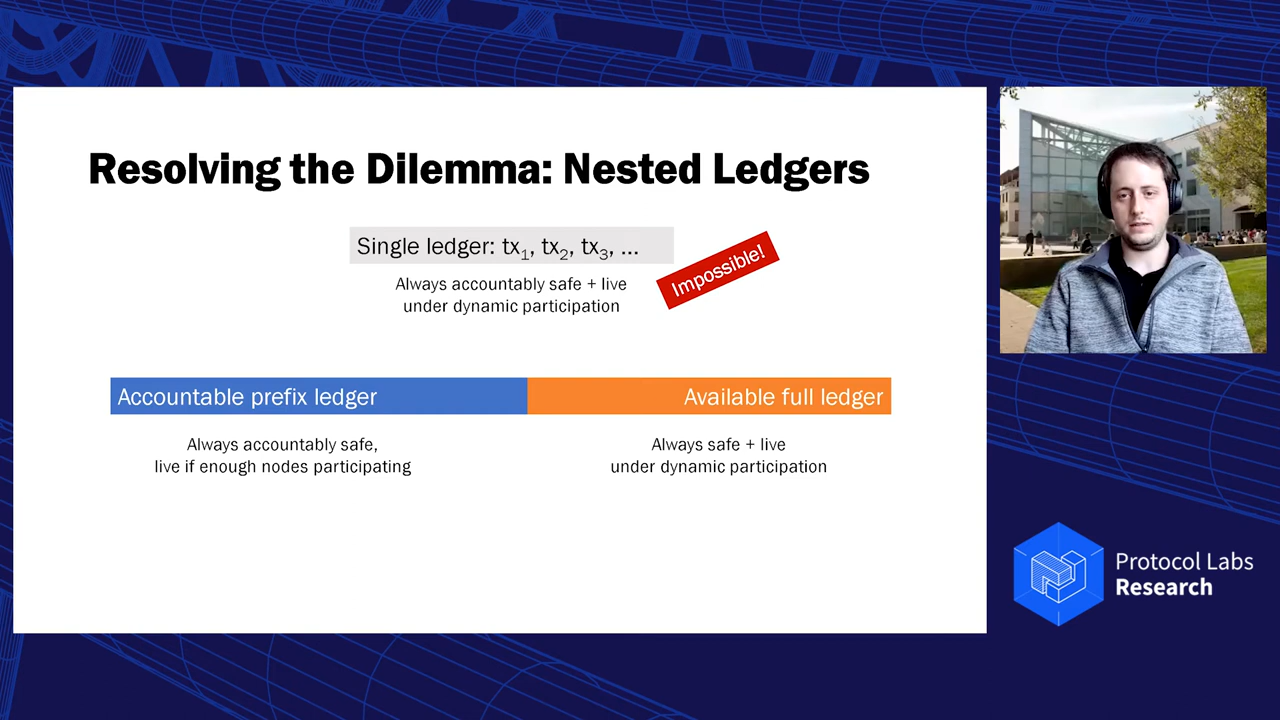 Resolving the Dilemma: Nested Ledgers
Single ledger: tx₁, tx₂, tx₃, ...
Always accountably safe + live
under dynamic participation
Impossible!
Accountable prefix ledger
Available full ledger
Always accountably safe,
live if enough nodes participating
Always safe + live
under dynamic participation
Protocol Labs
Research